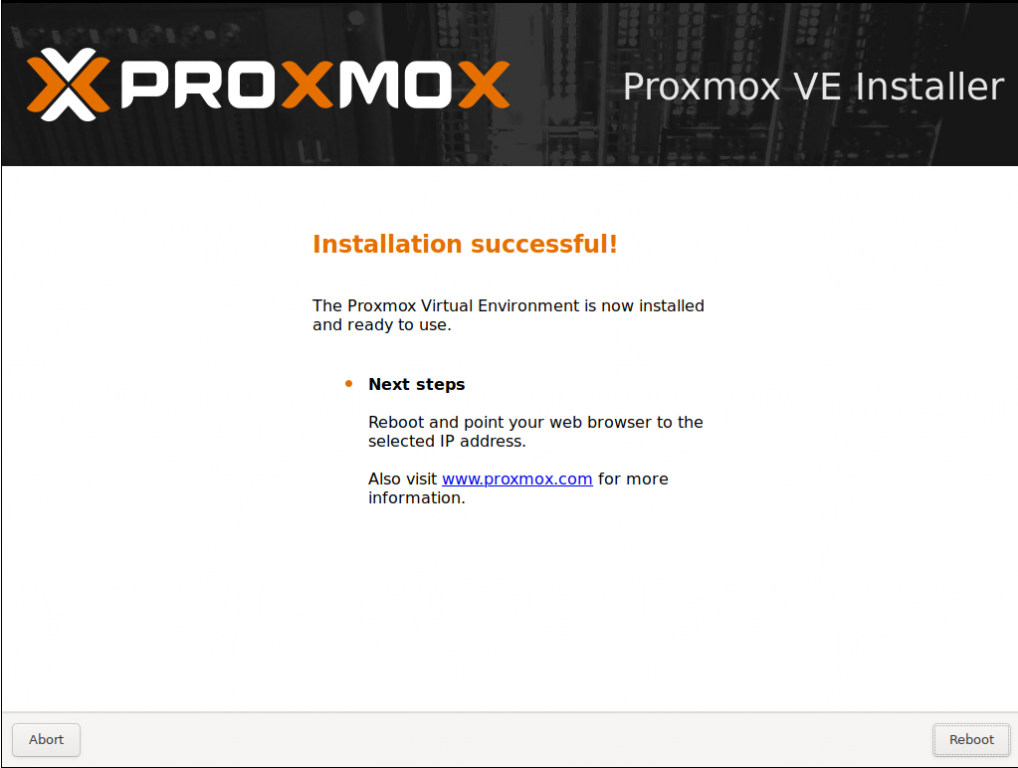 PROXMOX
Proxmox VE Installer
Installation successful!
The Proxmox Virtual Environment is now installed
and ready to use.
Next steps
Reboot and point your web browser to the
selected IP address.
Also visit www.proxmox.com for more
information.
Abort
Reboot